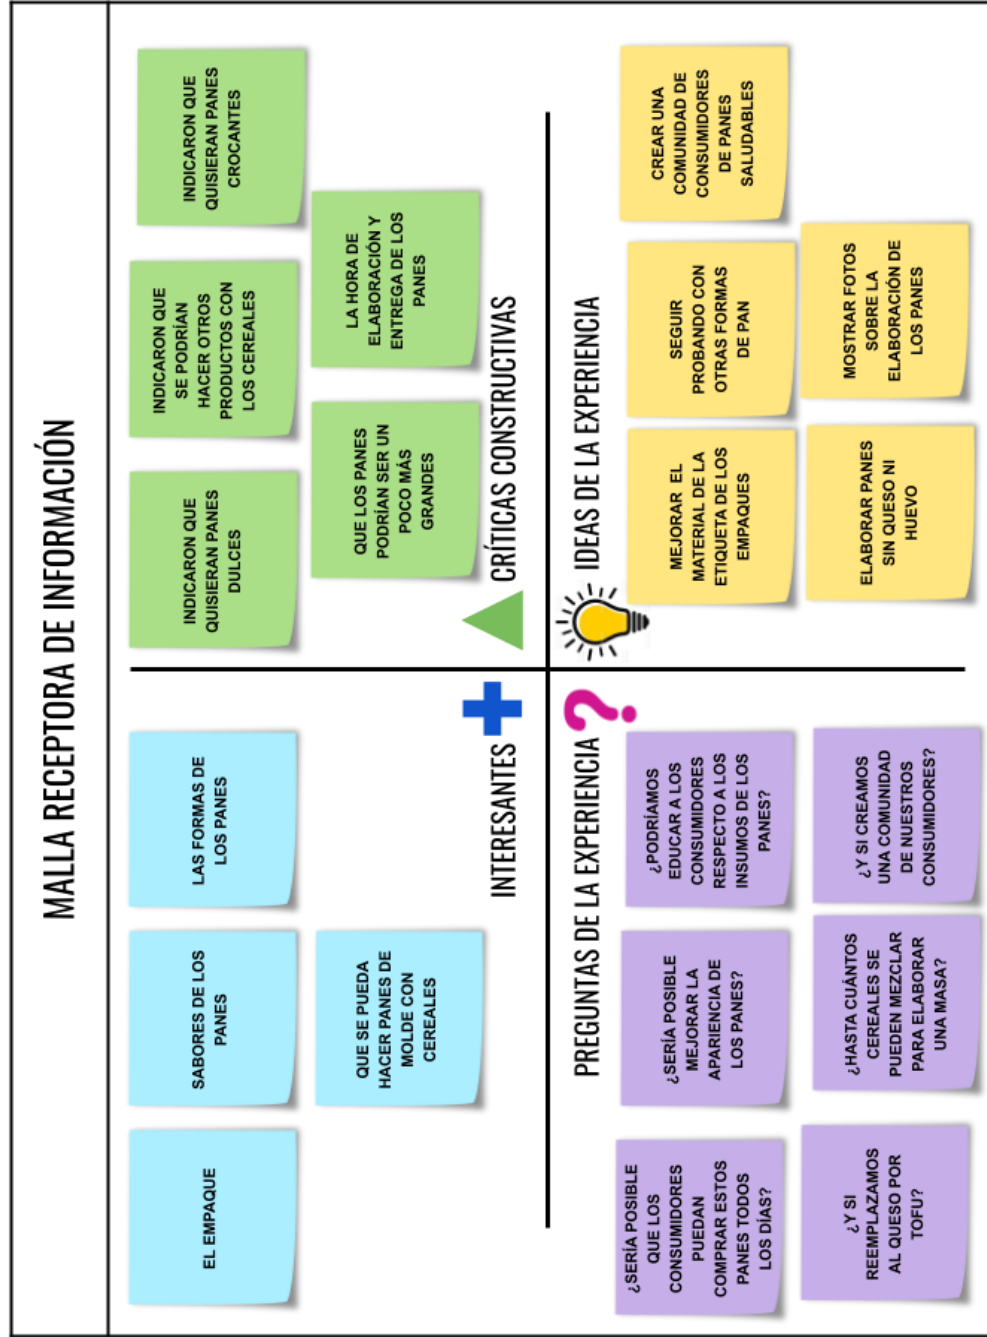 MALLA RECEPTORA DE INFORMACIÓN
EL EMPAQUE
SABORES DE LOS
PANES
LAS FORMAS DE
LOS PANES
QUE SE PUEDA
HACER PANES DE
MOLDE CON
CEREALES
INTERESANTES
INDICARON QUE
QUISIERAN PANES
DULCES
INDICARON QUE
SE PODRÍAN
HACER OTROS
PRODUCTOS CON
LOS CEREALES
INDICARON QUE
QUISIERAN PANES
CROCANTES
QUE LOS PANES
PODRÍAN SER UN
POCO MÁS
GRANDES
LA HORA DE
ELABORACIÓN Y
ENTREGA DE LOS
PANES
CRÍTICAS CONSTRUCTIVAS
PREGUNTAS DE LA EXPERIENCIA
¿SERÍA POSIBLE
QUE LOS
CONSUMIDORES
PUEDAN
COMPRAR ESTOS
PANES TODOS
LOS DÍAS?
¿SERÍA POSIBLE
MEJORAR LA
APARIENCIA DE
LOS PANES?
¿PODRÍAMOS
EDUCAR A LOS
CONSUMIDORES
RESPECTO A LOS
INSUMOS DE LOS
PANES?
¿Y SI
REEMPLAZAMOS
AL QUESO POR
TOFU?
¿HASTA CUÁNTOS
CEREALES SE
PUEDEN MEZCLAR
PARA ELABORAR
UNA MASA?
¿Y SI CREAMOS
UNA COMUNIDAD
DE NUESTROS
CONSUMIDORES?
IDEAS DE LA EXPERIENCIA
MEJORAR EL
MATERIAL DE LA
ETIQUETA DE LOS
EMPAQUES
SEGUIR
PROBANDO CON
OTRAS FORMAS
DE PAN
CREAR UNA
COMUNIDAD DE
CONSUMIDORES
DE PANES
SALUDABLES
ELABORAR PANES
SIN QUESO NI
HUEVO
MOSTRAR FOTOS
SOBRE LA
ELABORACIÓN DE
LOS PANES